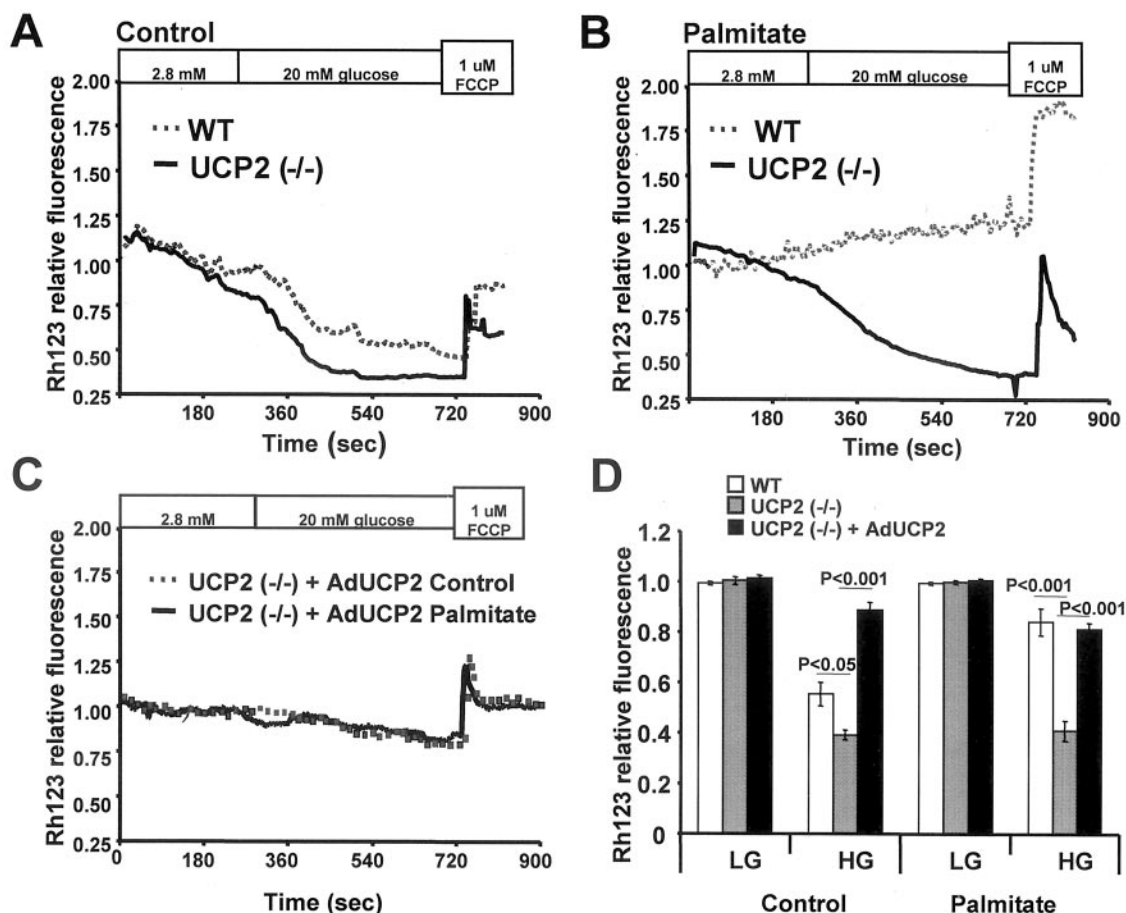 A
Control
2.8 mM
20 mM glucose
1 uM
FCCP
Rh123 relative fluorescence
2.00
1.75
1.50
1.25
1.00
0.75
0.50
0.25
WT
UCP2 (-/-)
180
360
540
720
900
Time (sec)
B
Palmitate
2.8 mM
20 mM glucose
1 uM
FCCP
Rh123 relative fluorescence
2.00
1.75
1.50
1.25
1.00
0.75
0.50
0.25
WT
UCP2 (-/-)
180
360
540
720
900
Time (sec)
C
2.8 mM
20 mM glucose
1 uM
FCCP
Rh123 relative fluorescence
2.00
1.75
1.50
1.25
1.00
0.75
0.50
0.25
UCP2 (-/-) + AdUCP2 Control
UCP2 (-/-) + AdUCP2 Palmitate
0
180
360
540
720
900
Time (sec)
D
WT
UCP2 (-/-)
UCP2 (-/-) + AdUCP2
Rh123 relative fluorescence
1.2
1.0
0.8
0.6
0.4
0.2
0
P<0.001
P<0.05
P<0.001
P<0.001
LG
HG
LG
HG
Control
Palmitate